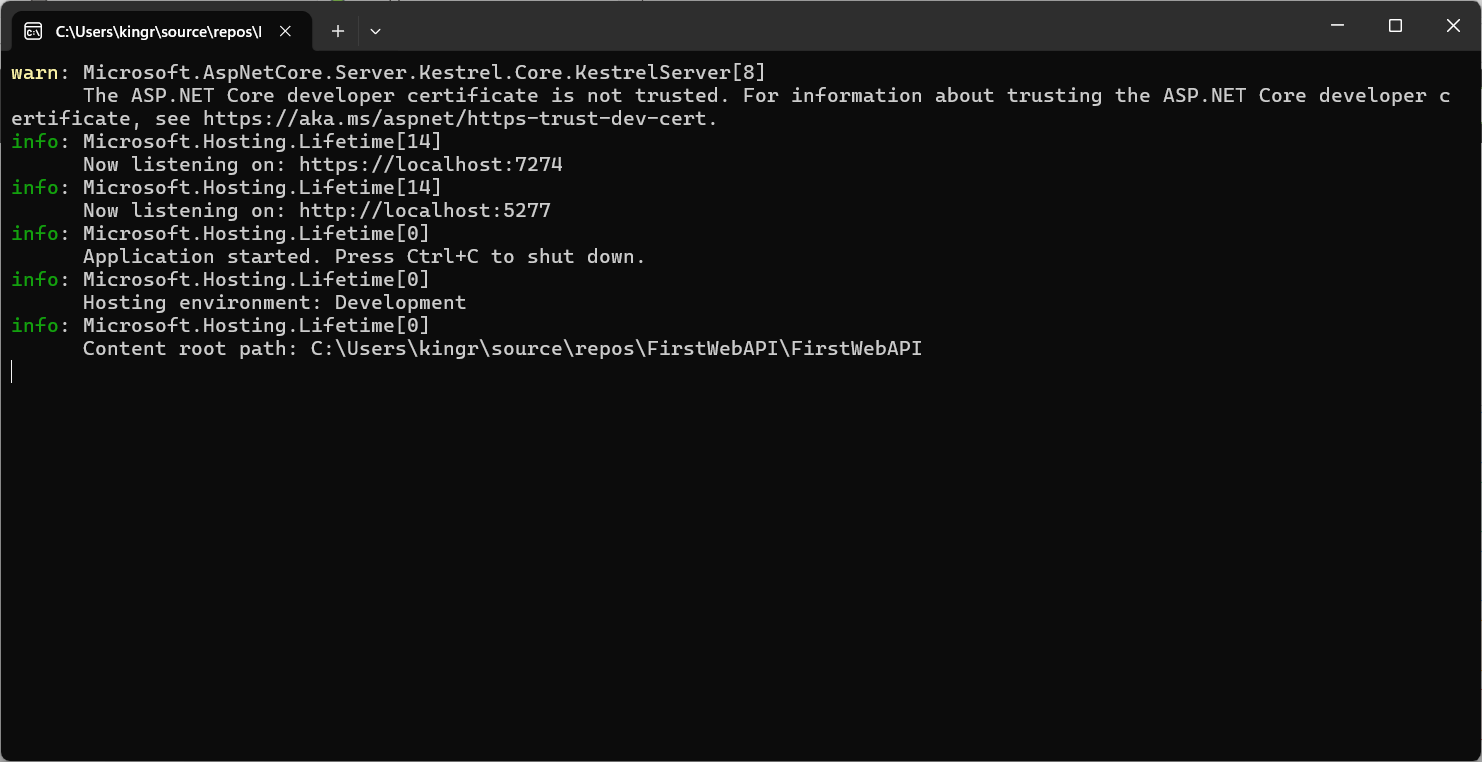 C:\Users\kingr\source\repos\I
warn: Microsoft.AspNetCore.Server.Kestrel.Core.KestrelServer[8]
The ASP.NET Core developer certificate is not trusted. For information about trusting the ASP.NET Core developer c
ertificate, see https://aka.ms/aspnet/https-trust-dev-cert.
info: Microsoft.Hosting.Lifetime[14]
Now listening on: https://localhost:7274
info: Microsoft.Hosting.Lifetime[14]
Now listening on: http://localhost:5277
info: Microsoft.Hosting.Lifetime[0]
Application started. Press Ctrl+C to shut down.
info: Microsoft.Hosting.Lifetime[0]
Hosting environment: Development
info: Microsoft.Hosting.Lifetime[0]
Content root path: C:\Users\kingr\source\repos\FirstWebAPI\FirstWebAPI